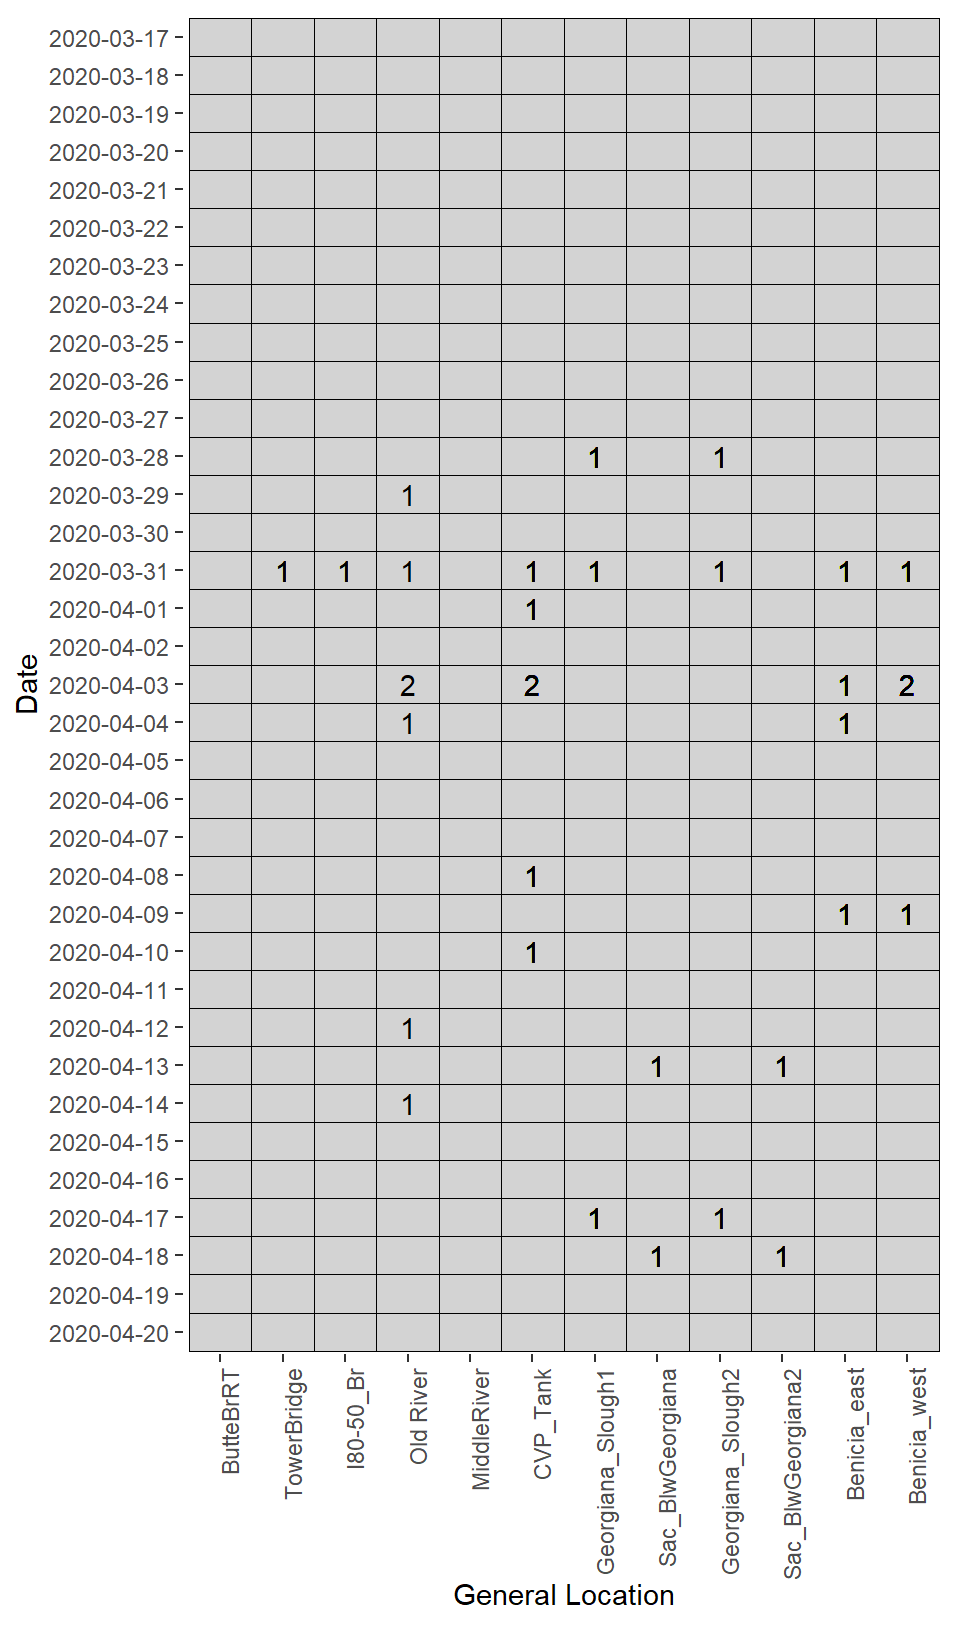 2020-03-17
2020-03-18
2020-03-19
2020-03-20
2020-03-21
2020-03-22
2020-03-23
2020-03-24
2020-03-25
2020-03-26
2020-03-27
2020-03-28 1 1
2020-03-29 1
2020-03-30
2020-03-31 1 1 1 1 1 1 1 1
2020-04-01 1
2020-04-02
2020-04-03 2 2 1 2
2020-04-04 1 1
2020-04-05
2020-04-06
2020-04-07
2020-04-08 1
2020-04-09 1 1
2020-04-10 1
2020-04-11
2020-04-12 1
2020-04-13 1 1
2020-04-14 1
2020-04-15
2020-04-16
2020-04-17 1 1
2020-04-18 1 1
2020-04-19
2020-04-20
Date
ButteBrRT
TowerBridge
I80-50_Br
Old River
MiddleRiver
CVP_Tank
Georgiana_Slough1
Sac_BlwGeorgiana
Georgiana_Slough2
Sac_BlwGeorgiana2
Benicia_east
Benicia_west
General Location